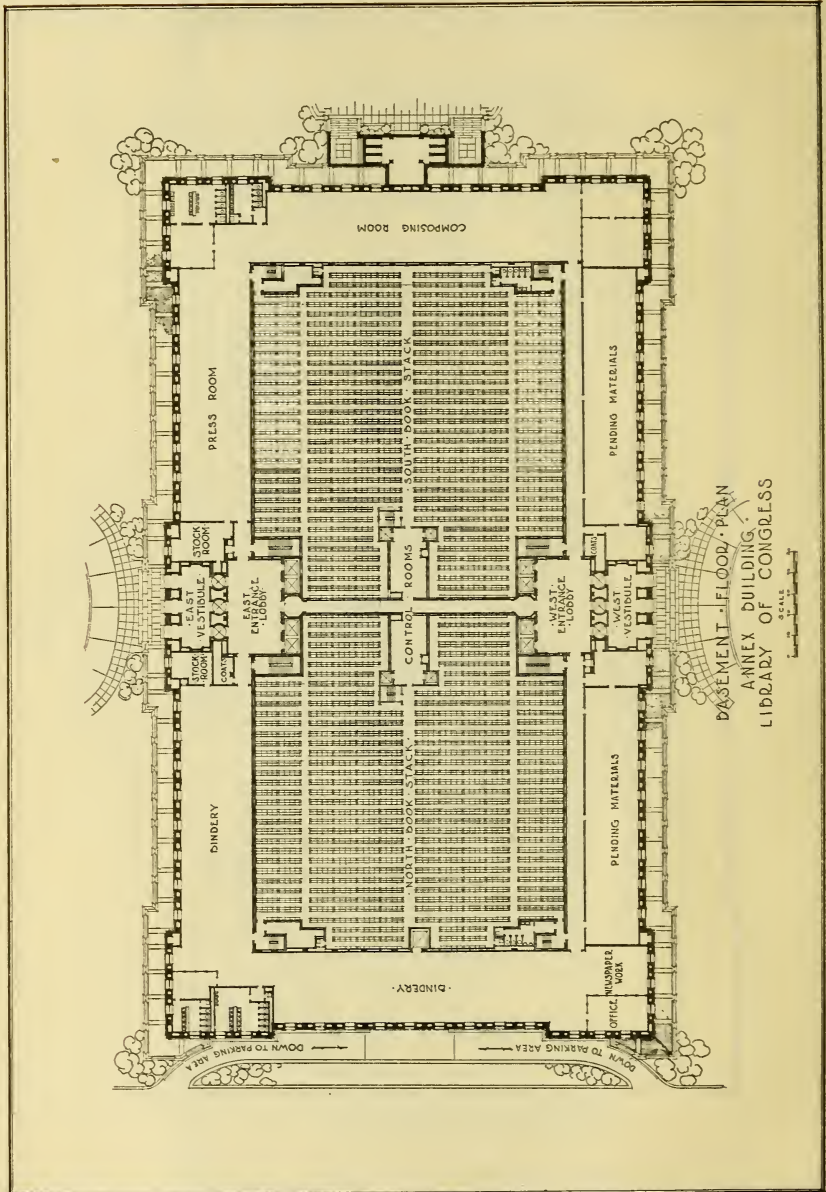 COMPOSING ROOM
PRESS ROOM
· SOUTH · BOOK · STACK
PENDING MATERIALS
STOCK
ROOM
· EAST ·
VESTIBULE
EAST
ENTRANCE
· LOBBY
STOCK
· ROOM
COATS
CONTROL · ROOMS
COATS
· WEST ·
ENTRANCE
· LOBBY
· WEST ·
VESTIBULE
DINDERY
· NORTH · BOOK · STACK ·
PENDING MATERIALS
· DINDERY ·
NEWSPAPER
WORK
OFFICE
DOWN TO PARKING AREA
DOWN TO PARKING AREA
BASEMENT · FLOOR · PLAN
ANNEX BUILDING ·
LIBRARY OF CONGRESS
SCALE